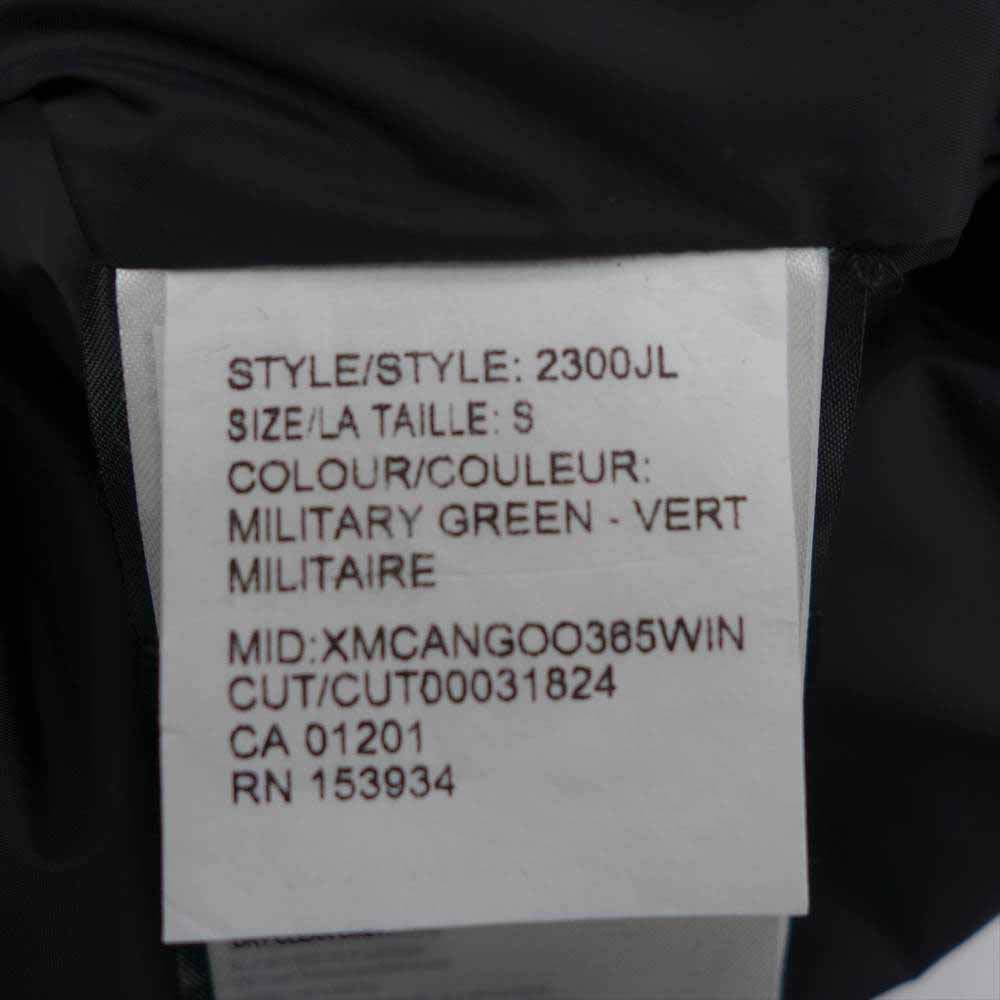 STYLE/STYLE: 2300JL
SIZE/LA TAILLE: S
COLOUR/COULEUR:
MILITARY GREEN - VERT
MILITAIRE
MID:XMCANGOO365WIN
CUT/CUT00031824
CA 01201
RN 153934